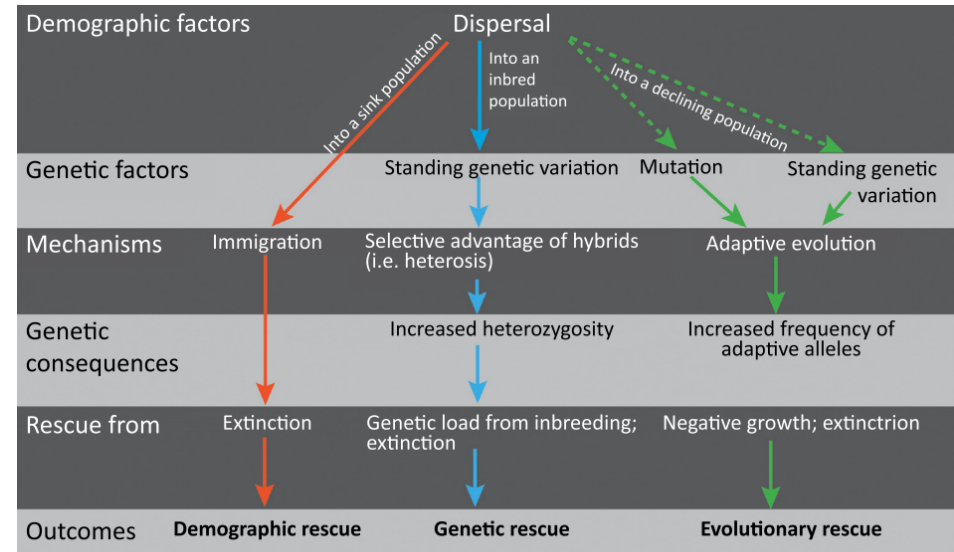 Demographic factors
Dispersal
Into a sink population
Into an
inbred
population
Into a declining population
Genetic factors
Standing genetic variation
Mutation
Standing genetic
variation
Mechanisms
Immigration
Selective advantage of hybrids
(i.e. heterosis)
Adaptive evolution
Genetic
consequences
Increased heterozygosity
Increased frequency of
adaptive alleles
Rescue from
Extinction
Genetic load from inbreeding;
extinction
Negative growth; extinctrion
Outcomes
Demographic rescue
Genetic rescue
Evolutionary rescue